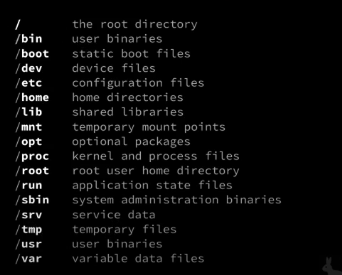 / the root directory
/bin user binaries
/boot static boot files
/dev device files
/etc configuration files
/home home directories
/lib shared libraries
/mnt temporary mount points
/opt optional packages
/proc kernel and process files
/root root user home directory
/run application state files
/sbin system administration binaries
/srv service data
/tmp temporary files
/usr user binaries
/var variable data files